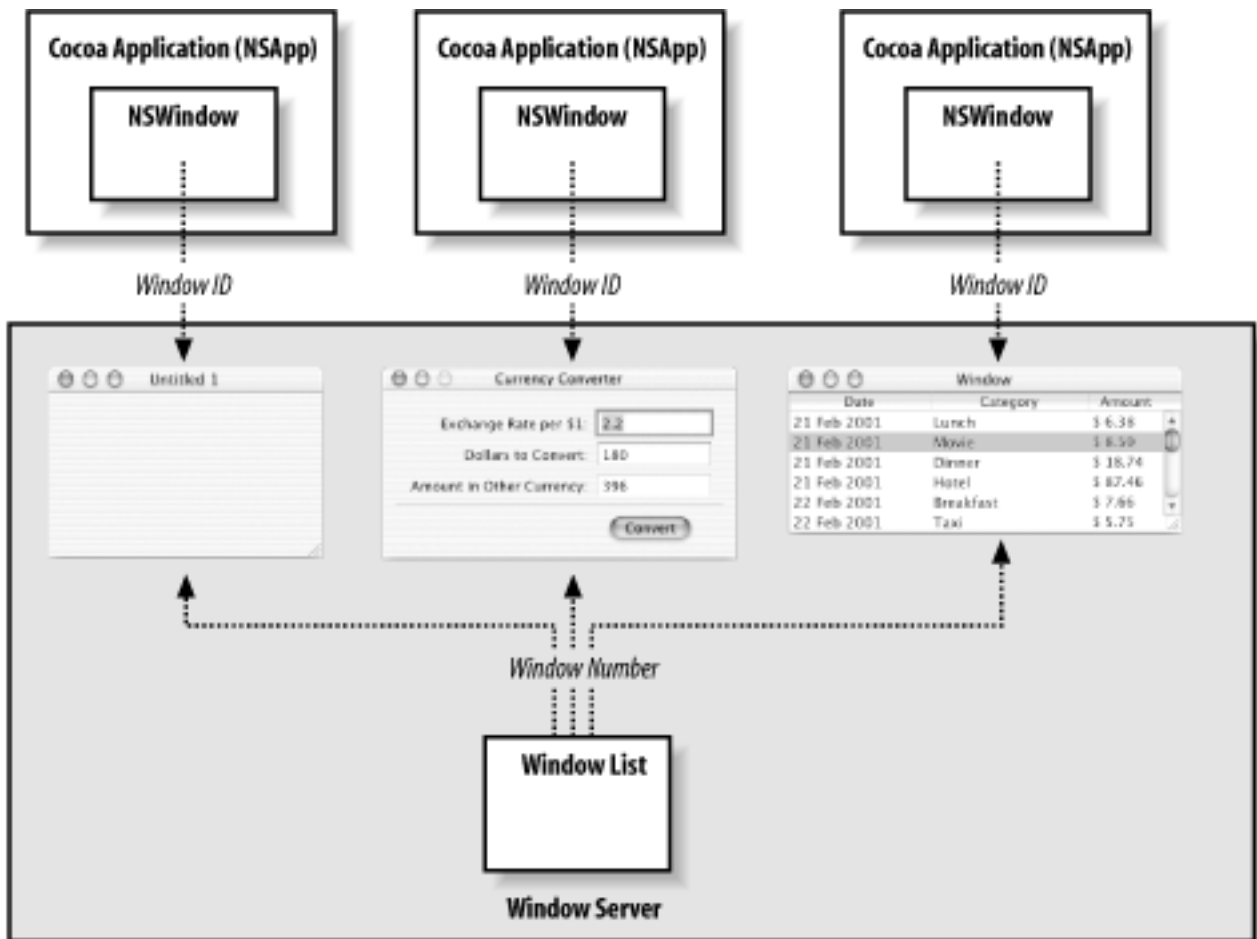 Cocoa Application (NSApp)
NSWindow
Window ID
Cocoa Application (NSApp)
NSWindow
Window ID
Cocoa Application (NSApp)
NSWindow
Window ID
Untitled 1
Currency Converter
Exchange Rate per $1: 2.2
Dollars to Convert: 180
Amount in Other Currency: 396
Convert
Window
Date Category Amount
21 Feb 2001 Lunch $ 6.38
21 Feb 2001 Movie $ 8.50
21 Feb 2001 Dinner $ 18.74
21 Feb 2001 Hotel $ 87.46
22 Feb 2001 Breakfast $ 7.66
22 Feb 2001 Taxi $ 5.75
Window Number
Window List
Window Server